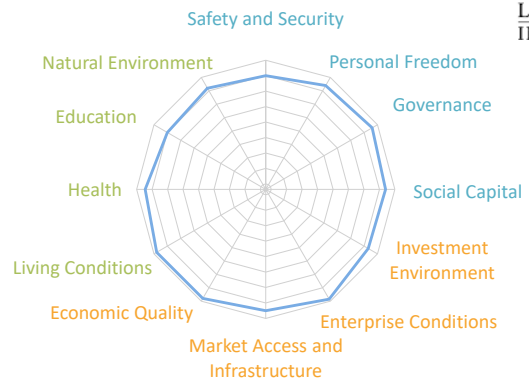 Safety and Security
Personal Freedom
Governance
Social Capital
Investment
Environment
Enterprise Conditions
Market Access and
Infrastructure
Economic Quality
Living Conditions
Health
Education
Natural Environment